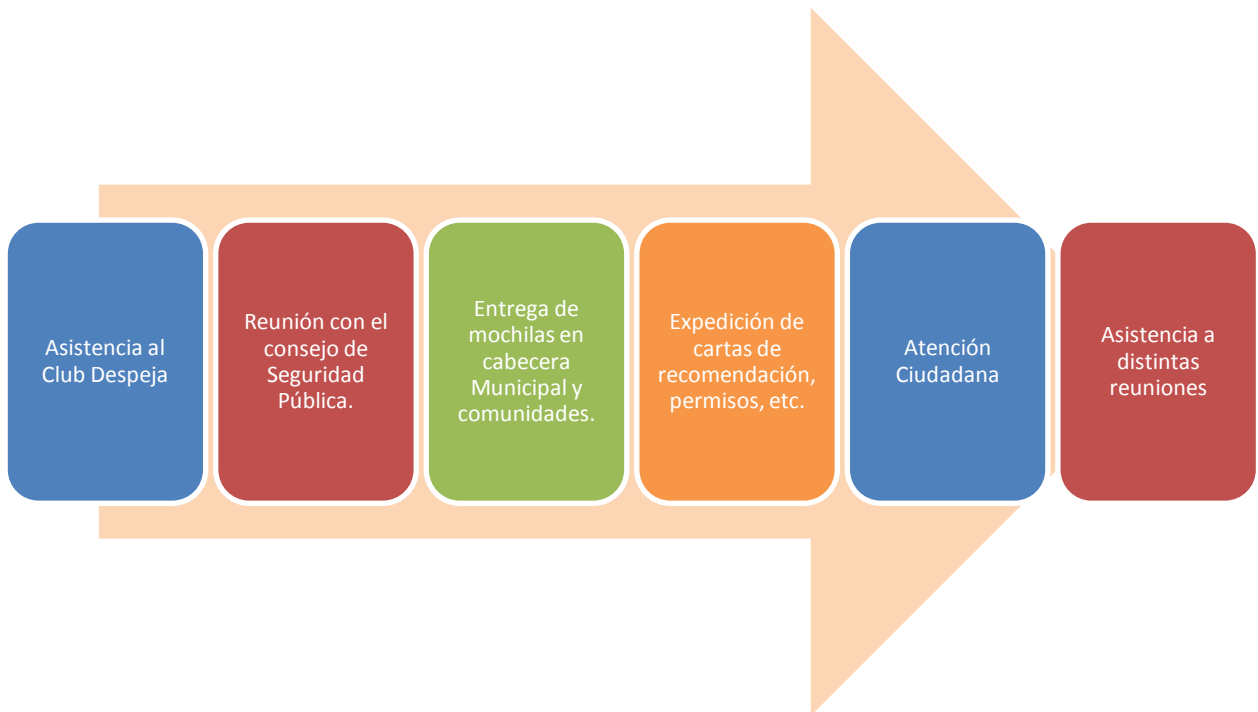 Asistencia al
Club Despeja
Reunión con el
consejo de
Seguridad
Pública.
Entrega de
mochilas en
cabecera
Municipal y
comunidades.
Expedición de
cartas de
recomendación,
permisos, etc.
Atención
Ciudadana
Asistencia a
distintas
reuniones